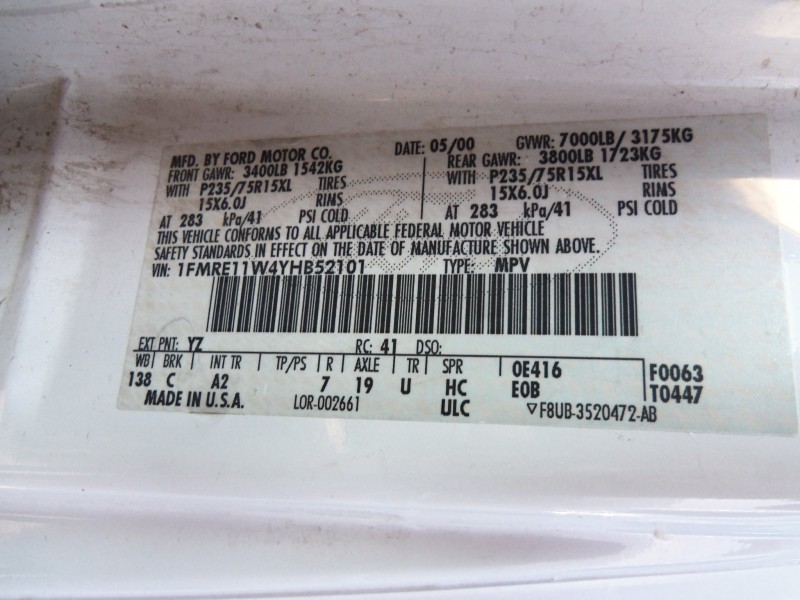 MFD. BY FORD MOTOR CO. DATE: 05/00 GVWR: 7000LB/ 3175KG
FRONT GAWR: 3400LB 1542KG REAR GAWR: 3800LB 1723KG
WITH P235/75R15XL TIRES WITH P235/75R15XL TIRES
15X6.0J RIMS 15X6.0J RIMS
AT 283 kPa/41 PSI COLD AT 283 kPa/41 PSI COLD
THIS VEHICLE CONFORMS TO ALL APPLICABLE FEDERAL MOTOR VEHICLE
SAFETY STANDARDS IN EFFECT ON THE DATE OF MANUFACTURE SHOWN ABOVE.
VIN: 1FMRE11W4YHB52101 TYPE: MPV
EXT PNT: YZ RC: 41 DSO:
WB BRK INT TR TP/PS R AXLE TR SPR 0E416 F0063
138 C A2 7 19 U HC E0B T0447
MADE IN U.S.A. LOR-002661 ULC ▽F8UB-3520472-AB